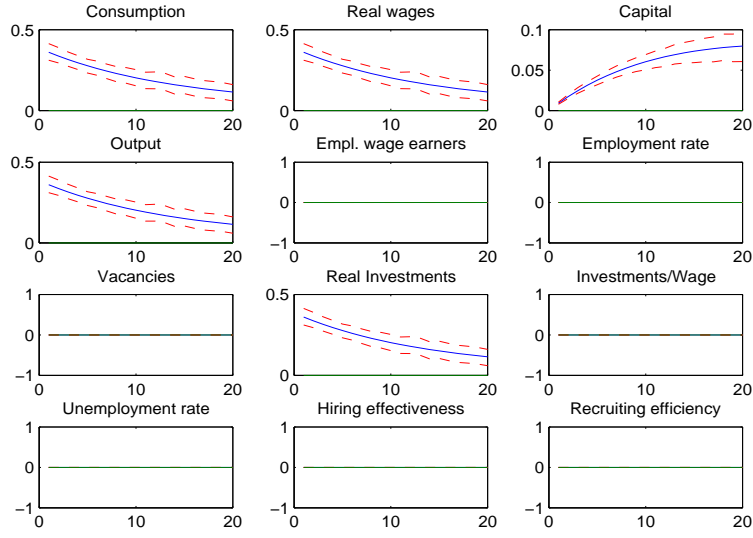 Consumption
Real wages
Capital
0.5
0
0 10 20
0.5
0
0 10 20
0.1
0.05
0
0 10 20
Output
Empl. wage earners
Employment rate
0.5
0
0 10 20
1
0
−1
0 10 20
1
0
−1
0 10 20
Vacancies
Real Investments
Investments/Wage
1
0
−1
0 10 20
0.5
0
0 10 20
1
0
−1
0 10 20
Unemployment rate
Hiring effectiveness
Recruiting efficiency
1
0
−1
0 10 20
1
0
−1
0 10 20
1
0
−1
0 10 20